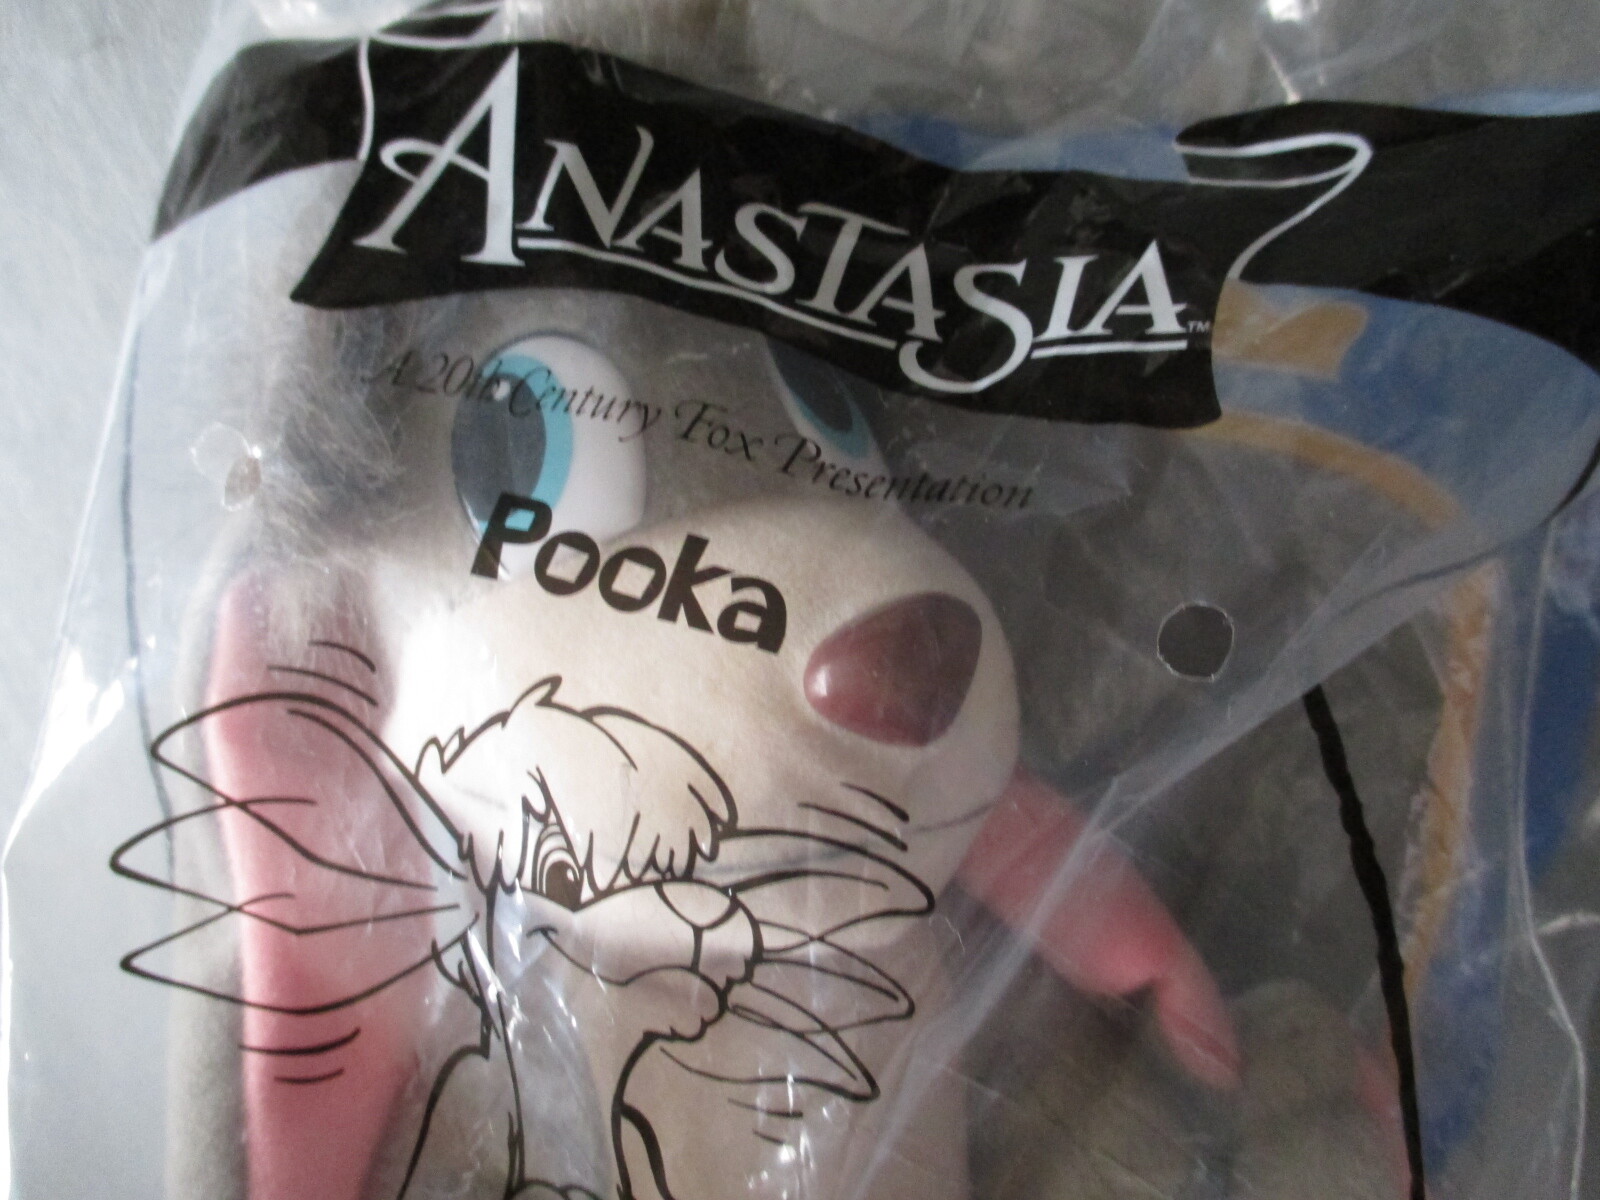 ANASTASIA™
A 20th Century Fox Presentation
Pooka